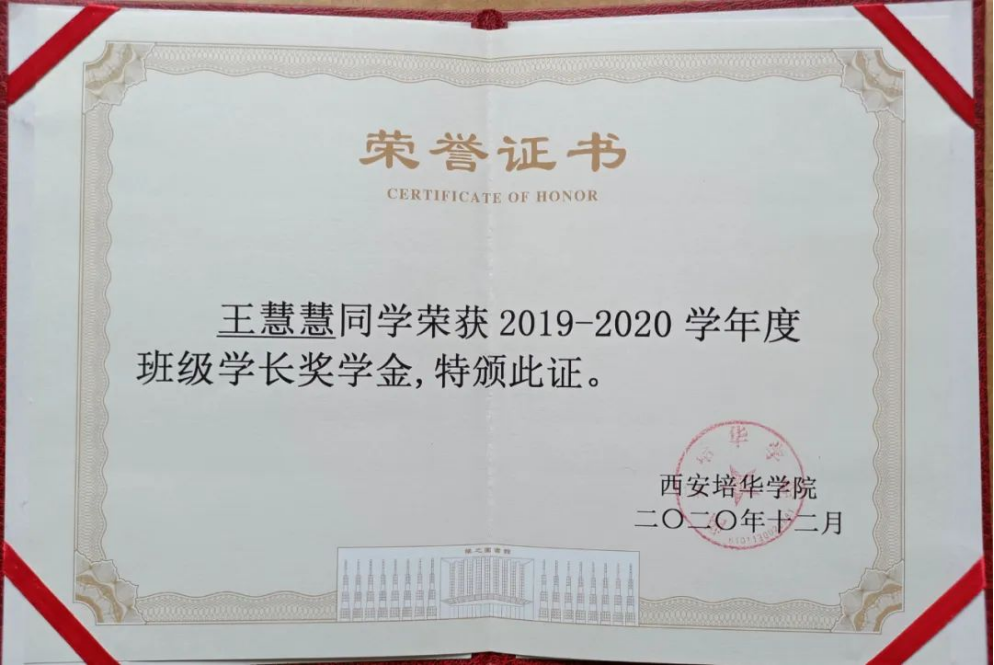 荣誉证书
CERTIFICATE OF HONOR
王慧慧同学荣获 2019-2020 学年度
班级学长奖学金,特颁此证。
西安培华学院
二〇二〇年十二月